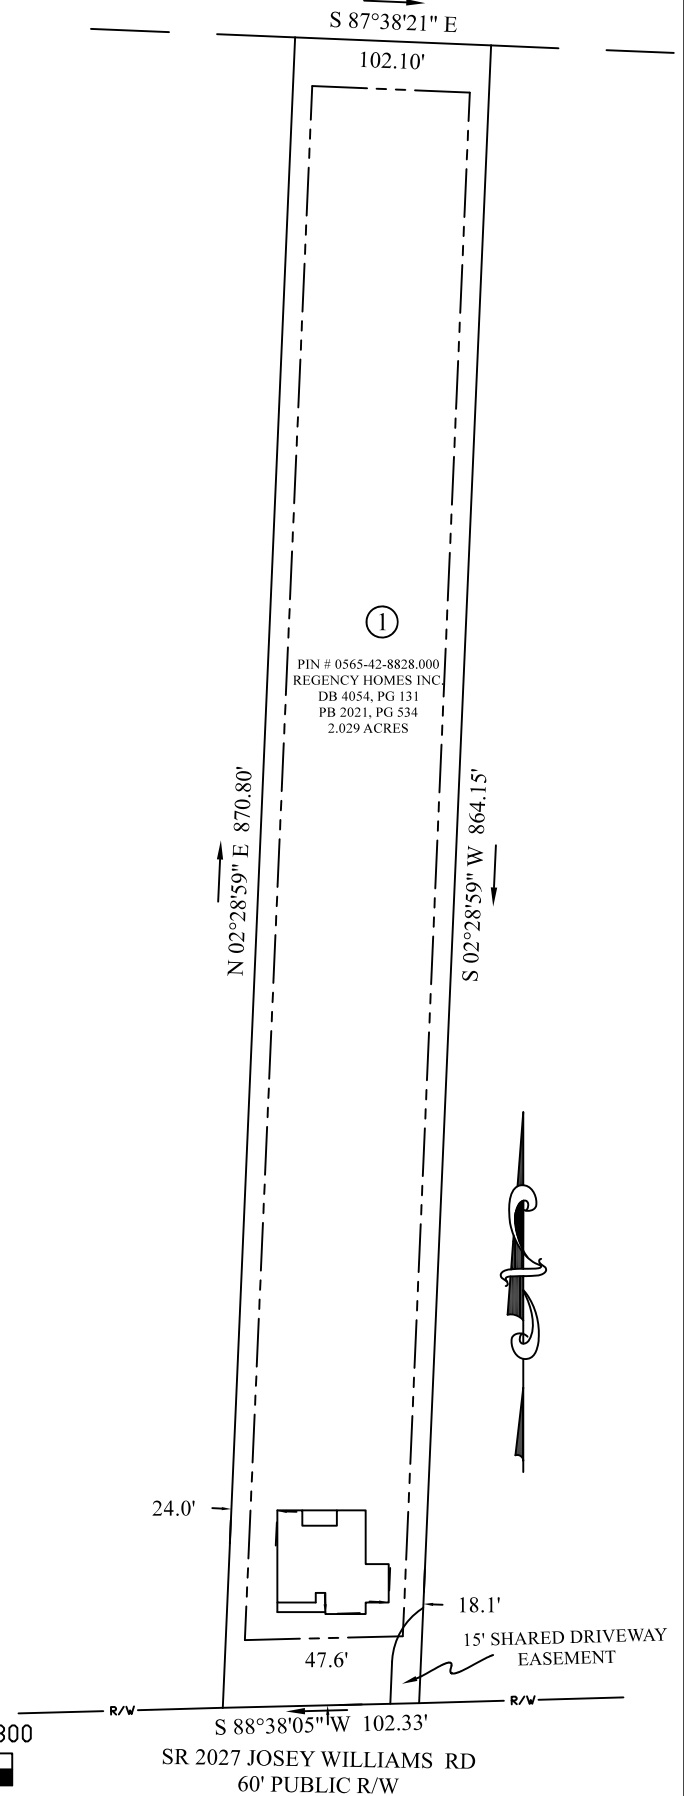 S 87°38'21" E
102.10'
1
PIN # 0565-42-8828.000
REGENCY HOMES INC.
DB 4054, PG 131
PB 2021, PG 534
2.029 ACRES
N 02°28'59" E 870.80'
S 02°28'59" W 864.15'
24.0'
18.1'
15' SHARED DRIVEWAY
EASEMENT
47.6'
R/W
R/W
S 88°38'05" W 102.33'
SR 2027 JOSEY WILLIAMS RD
60' PUBLIC R/W